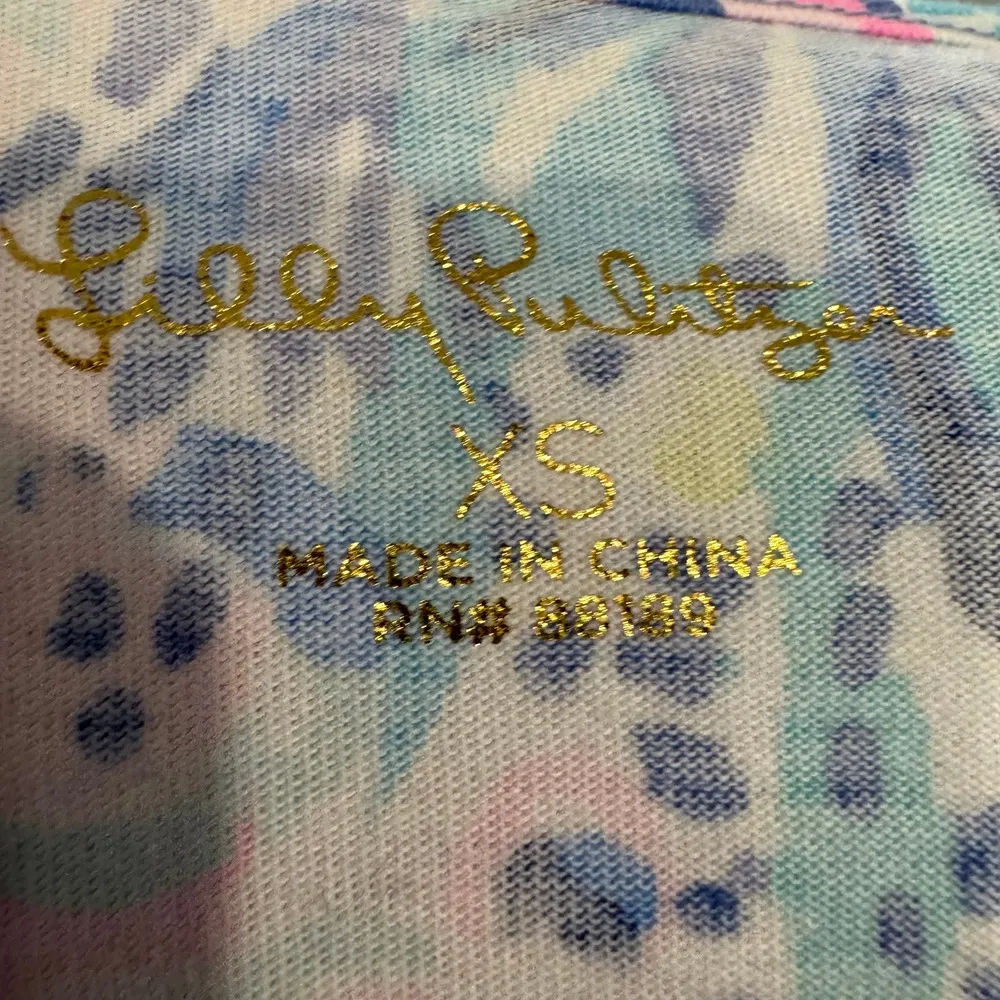 Lilly Pulitzer
XS
MADE IN CHINA
RN# 88189